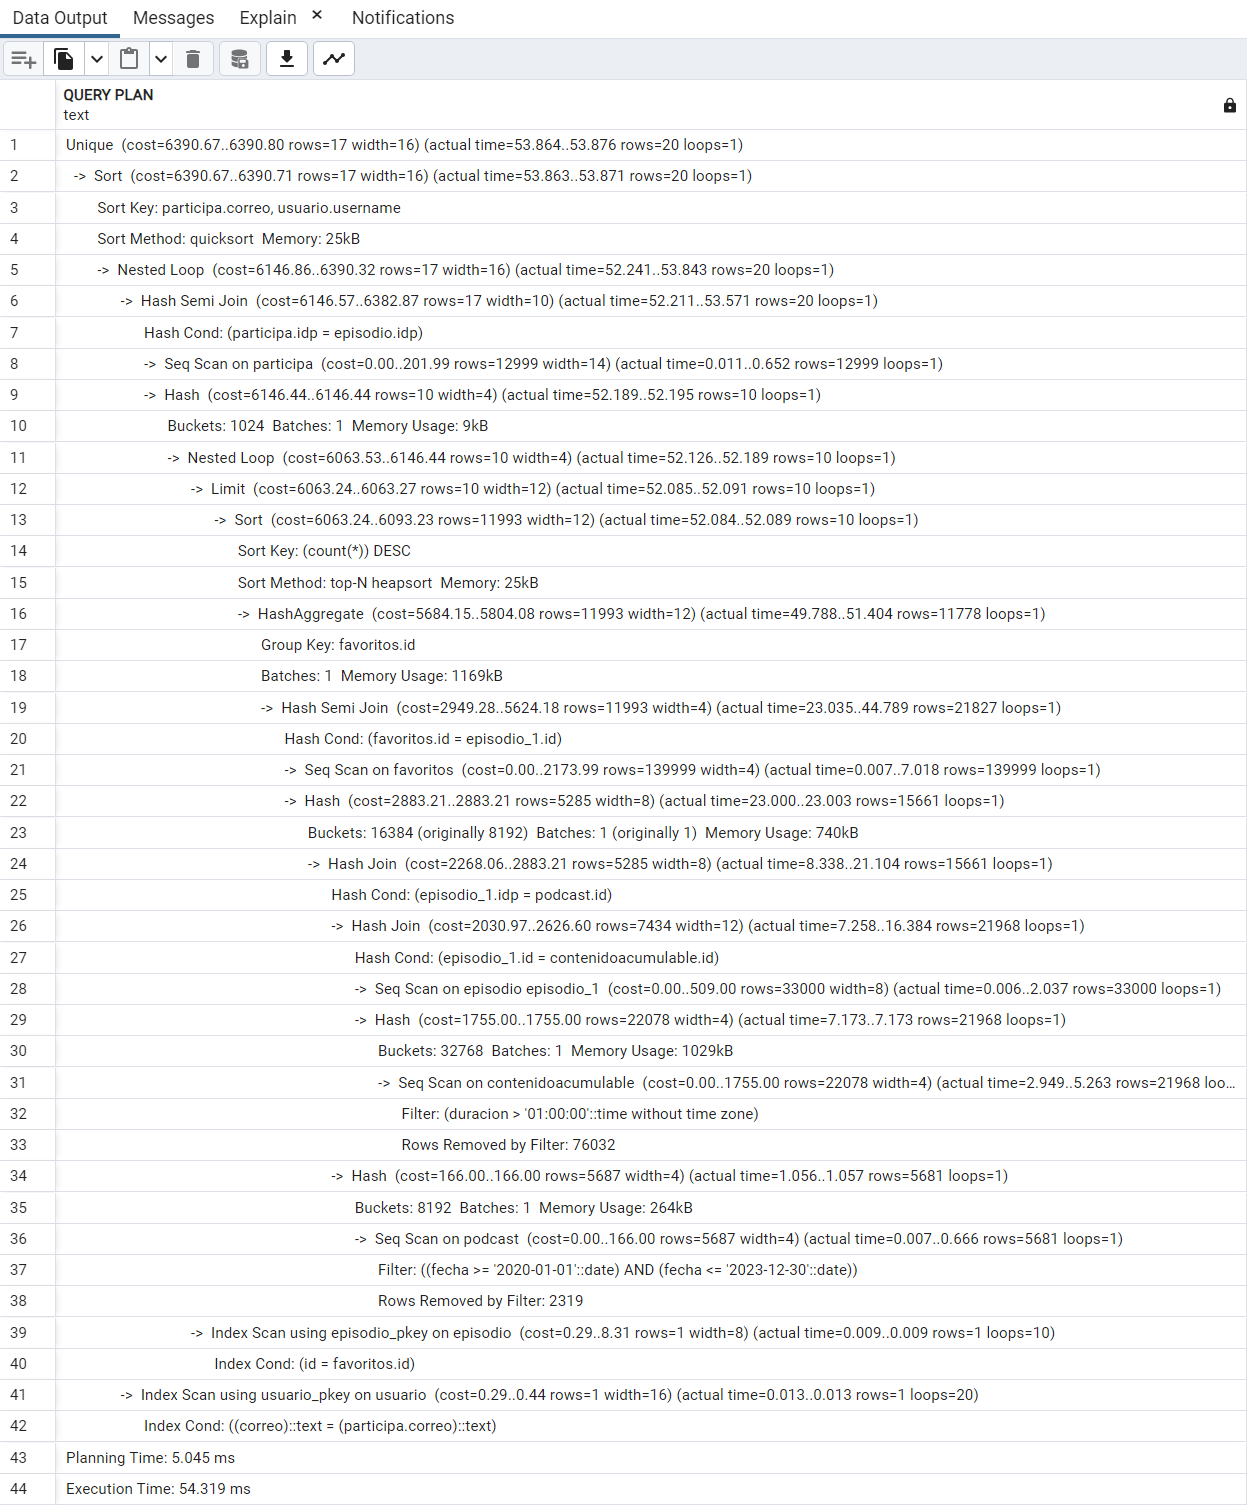 Data Output Messages Explain × Notifications
QUERY PLAN
text
1 Unique (cost=6390.67..6390.80 rows=17 width=16) (actual time=53.864..53.876 rows=20 loops=1)
2 -> Sort (cost=6390.67..6390.71 rows=17 width=16) (actual time=53.863..53.871 rows=20 loops=1)
3 Sort Key: participa.correo, usuario.username
4 Sort Method: quicksort Memory: 25kB
5 -> Nested Loop (cost=6146.86..6390.32 rows=17 width=16) (actual time=52.241..53.843 rows=20 loops=1)
6 -> Hash Semi Join (cost=6146.57..6382.87 rows=17 width=10) (actual time=52.211..53.571 rows=20 loops=1)
7 Hash Cond: (participa.idp = episodio.idp)
8 -> Seq Scan on participa (cost=0.00..201.99 rows=12999 width=14) (actual time=0.011..0.652 rows=12999 loops=1)
9 -> Hash (cost=6146.44..6146.44 rows=10 width=4) (actual time=52.189..52.195 rows=10 loops=1)
10 Buckets: 1024 Batches: 1 Memory Usage: 9kB
11 -> Nested Loop (cost=6063.53..6146.44 rows=10 width=4) (actual time=52.126..52.189 rows=10 loops=1)
12 -> Limit (cost=6063.24..6063.27 rows=10 width=12) (actual time=52.085..52.091 rows=10 loops=1)
13 -> Sort (cost=6063.24..6093.23 rows=11993 width=12) (actual time=52.084..52.089 rows=10 loops=1)
14 Sort Key: (count(*)) DESC
15 Sort Method: top-N heapsort Memory: 25kB
16 -> HashAggregate (cost=5684.15..5804.08 rows=11993 width=12) (actual time=49.788..51.404 rows=11778 loops=1)
17 Group Key: favoritos.id
18 Batches: 1 Memory Usage: 1169kB
19 -> Hash Semi Join (cost=2949.28..5624.18 rows=11993 width=4) (actual time=23.035..44.789 rows=21827 loops=1)
20 Hash Cond: (favoritos.id = episodio_1.id)
21 -> Seq Scan on favoritos (cost=0.00..2173.99 rows=139999 width=4) (actual time=0.007..7.018 rows=139999 loops=1)
22 -> Hash (cost=2883.21..2883.21 rows=5285 width=8) (actual time=23.000..23.003 rows=15661 loops=1)
23 Buckets: 16384 (originally 8192) Batches: 1 (originally 1) Memory Usage: 740kB
24 -> Hash Join (cost=2268.06..2883.21 rows=5285 width=8) (actual time=8.338..21.104 rows=15661 loops=1)
25 Hash Cond: (episodio_1.idp = podcast.id)
26 -> Hash Join (cost=2030.97..2626.60 rows=7434 width=12) (actual time=7.258..16.384 rows=21968 loops=1)
27 Hash Cond: (episodio_1.id = contenidoacumulable.id)
28 -> Seq Scan on episodio episodio_1 (cost=0.00..509.00 rows=33000 width=8) (actual time=0.006..2.037 rows=33000 loops=1)
29 -> Hash (cost=1755.00..1755.00 rows=22078 width=4) (actual time=7.173..7.173 rows=21968 loops=1)
30 Buckets: 32768 Batches: 1 Memory Usage: 1029kB
31 -> Seq Scan on contenidoacumulable (cost=0.00..1755.00 rows=22078 width=4) (actual time=2.949..5.263 rows=21968 loo...
32 Filter: (duracion > '01:00:00'::time without time zone)
33 Rows Removed by Filter: 76032
34 -> Hash (cost=166.00..166.00 rows=5687 width=4) (actual time=1.056..1.057 rows=5681 loops=1)
35 Buckets: 8192 Batches: 1 Memory Usage: 264kB
36 -> Seq Scan on podcast (cost=0.00..166.00 rows=5687 width=4) (actual time=0.007..0.666 rows=5681 loops=1)
37 Filter: ((fecha >= '2020-01-01'::date) AND (fecha <= '2023-12-30'::date))
38 Rows Removed by Filter: 2319
39 -> Index Scan using episodio_pkey on episodio (cost=0.29..8.31 rows=1 width=8) (actual time=0.009..0.009 rows=1 loops=10)
40 Index Cond: (id = favoritos.id)
41 -> Index Scan using usuario_pkey on usuario (cost=0.29..0.44 rows=1 width=16) (actual time=0.013..0.013 rows=1 loops=20)
42 Index Cond: ((correo)::text = (participa.correo)::text)
43 Planning Time: 5.045 ms
44 Execution Time: 54.319 ms